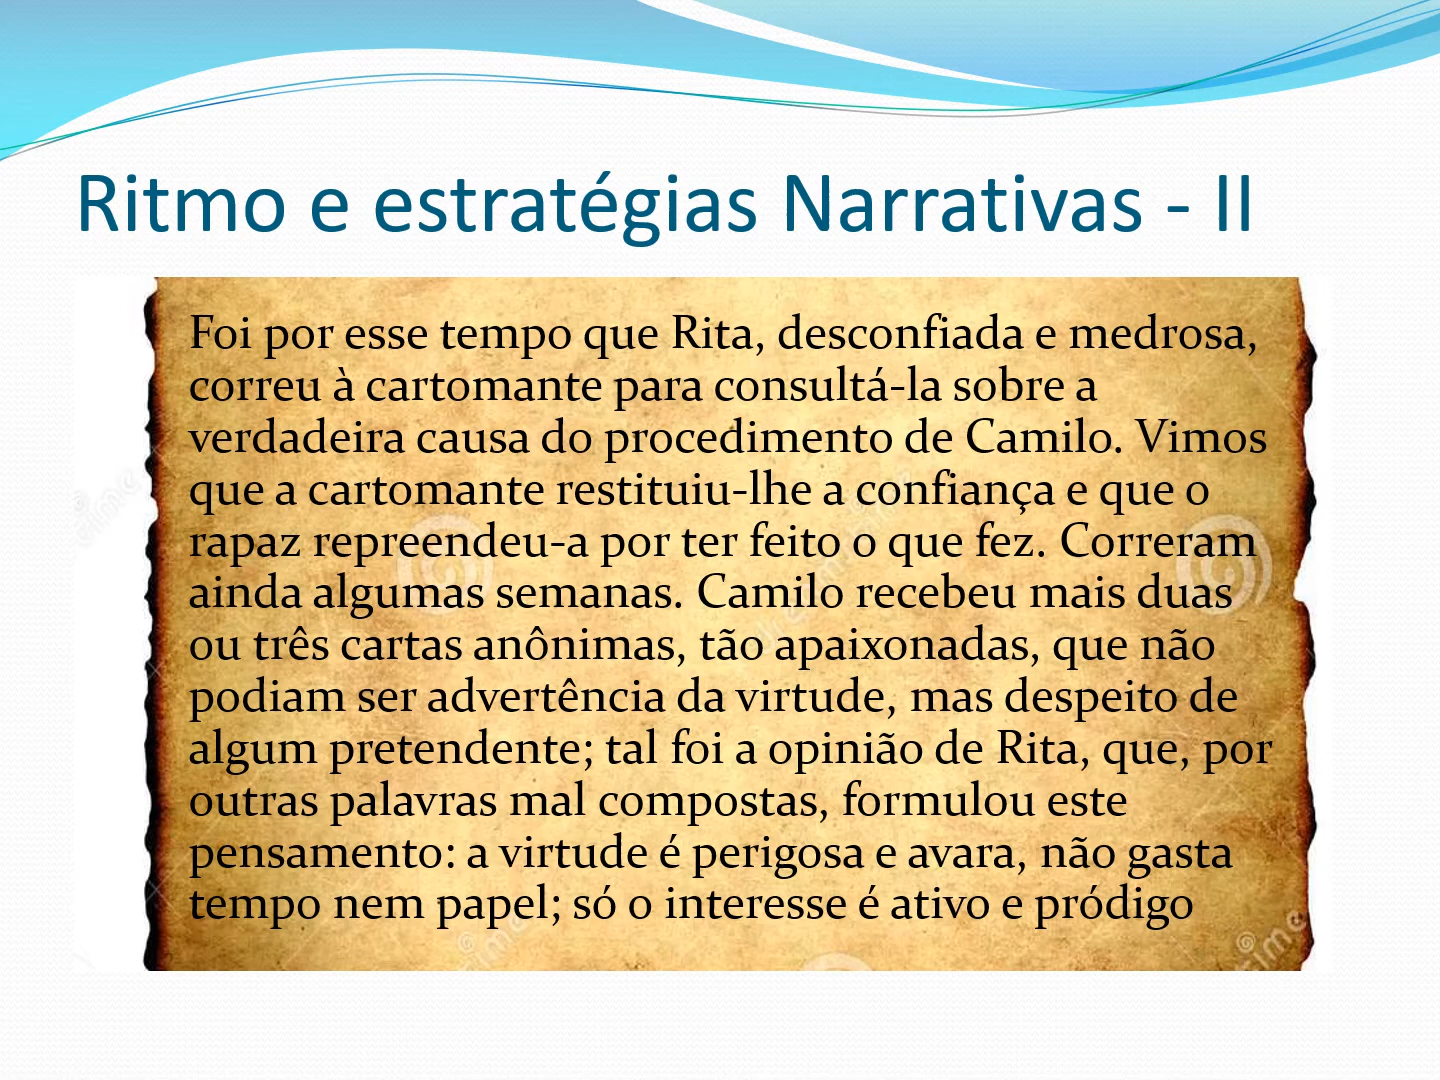 Ritmo e estratégias Narrativas - II
Foi por esse tempo que Rita, desconfiada e medrosa,
correu à cartomante para consultá-la sobre a
verdadeira causa do procedimento de Camilo. Vimos
que a cartomante restituiu-lhe a confiança e que o
rapaz repreendeu-a por ter feito o que fez. Correram
ainda algumas semanas. Camilo recebeu mais duas
ou três cartas anônimas, tão apaixonadas, que não
podiam ser advertência da virtude, mas despeito de
algum pretendente; tal foi a opinião de Rita, que, por
outras palavras mal compostas, formulou este
pensamento: a virtude é perigosa e avara, não gasta
tempo nem papel; só o interesse é ativo e pródigo